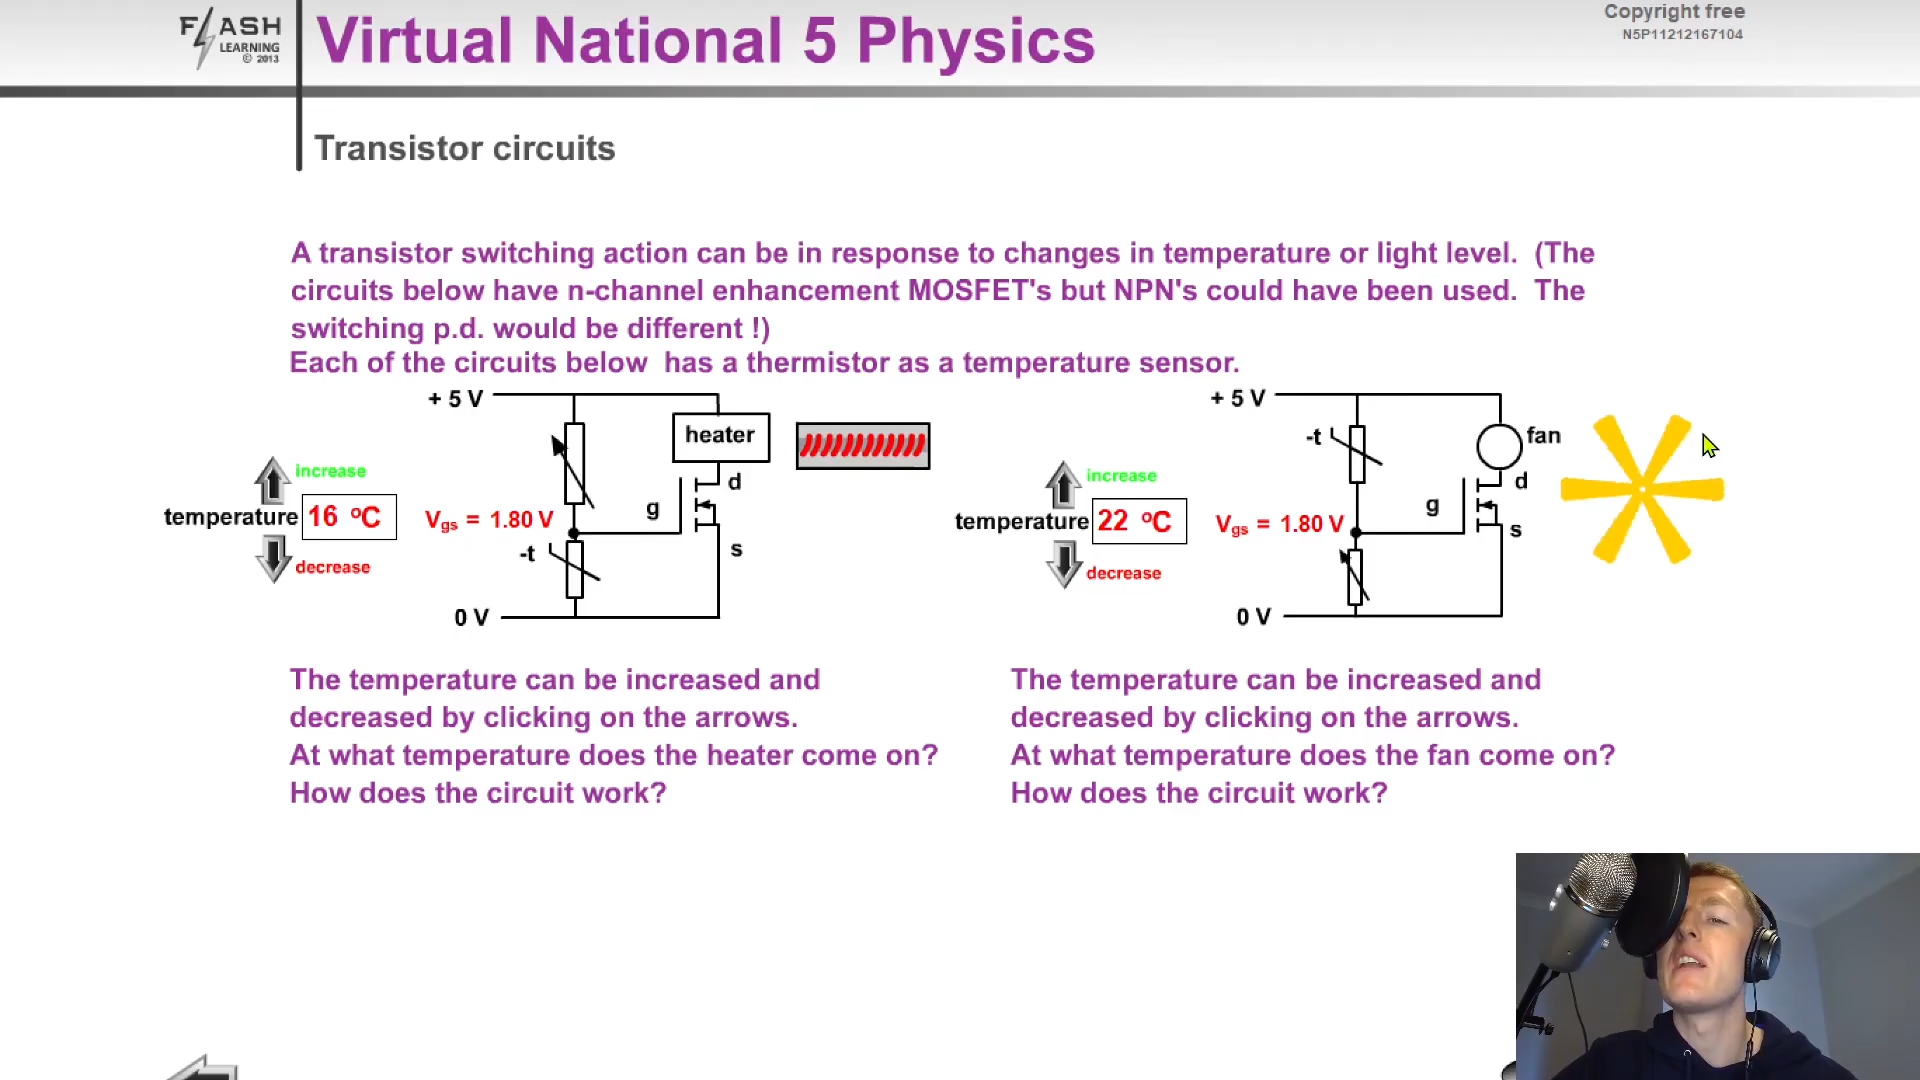 FLASH
LEARNING
© 2013
Virtual National 5 Physics
Copyright free
N5P11212167104
Transistor circuits
A transistor switching action can be in response to changes in temperature or light level. (The
circuits below have n-channel enhancement MOSFET's but NPN's could have been used. The
switching p.d. would be different !)
Each of the circuits below has a thermistor as a temperature sensor.
+ 5 V
heater
increase
temperature 16 °C
decrease
Vgs = 1.80 V
g
d
s
-t
0 V
+ 5 V
-t
fan
increase
temperature 22 °C
decrease
Vgs = 1.80 V
g
d
s
0 V
The temperature can be increased and
decreased by clicking on the arrows.
At what temperature does the heater come on?
How does the circuit work?
The temperature can be increased and
decreased by clicking on the arrows.
At what temperature does the fan come on?
How does the circuit work?